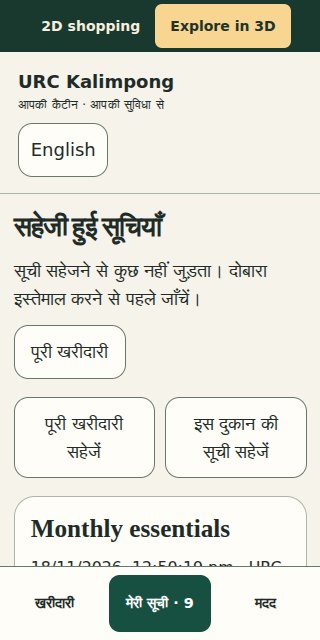 2D shopping Explore in 3D
URC Kalimpong
आपकी कैंटीन · आपकी सुविधा से
English
सहेजी हुई सूचियाँ
सूची सहेजने से कुछ नहीं जुड़ता। दोबारा
इस्तेमाल करने से पहले जाँचें।
पूरी खरीदारी
पूरी खरीदारी
सहेजें
इस दुकान की
सूची सहेजें
Monthly essentials
खरीदारी मेरी सूची · 9 मदद